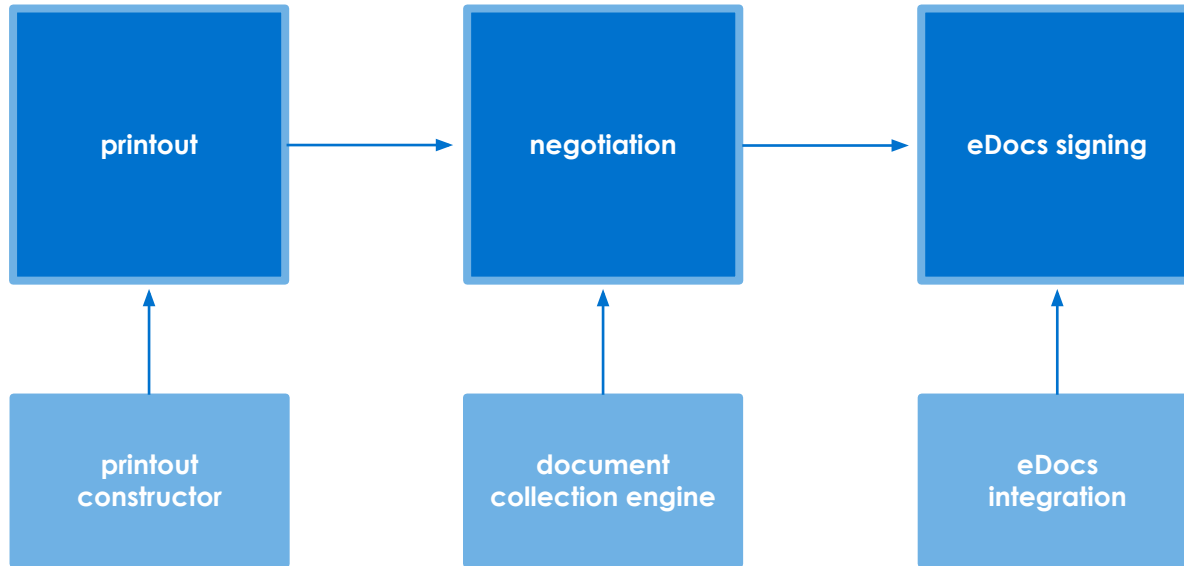 printout
negotiation
eDocs signing
printout
constructor
document
collection engine
eDocs
integration